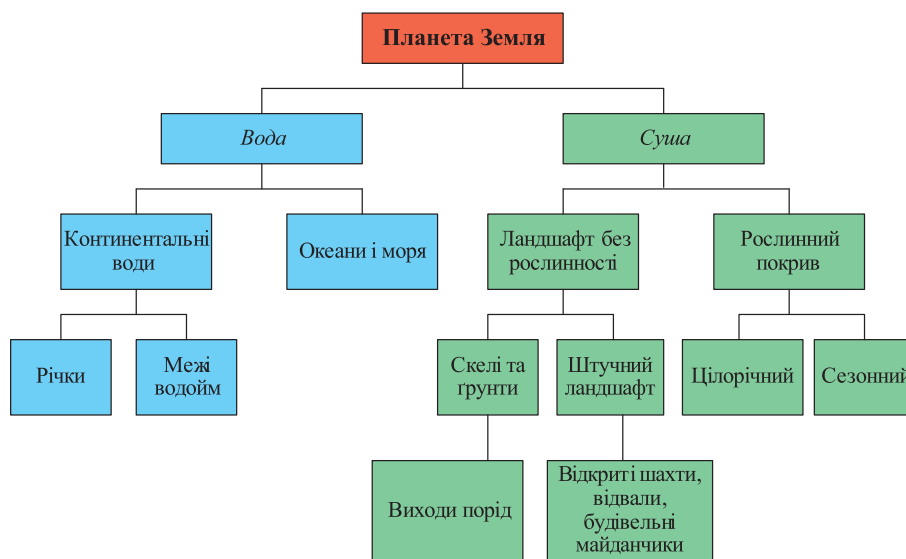 Планета Земля
Вода
Суша
Континентальні
води
Океани і моря
Ландшафт без
рослинності
Рослинний
покрив
Річки
Межі
водойм
Скелі та
ґрунти
Штучний
ландшафт
Цілорічний
Сезонний
Виходи порід
Відкриті шахти,
відвали,
будівельні
майданчики